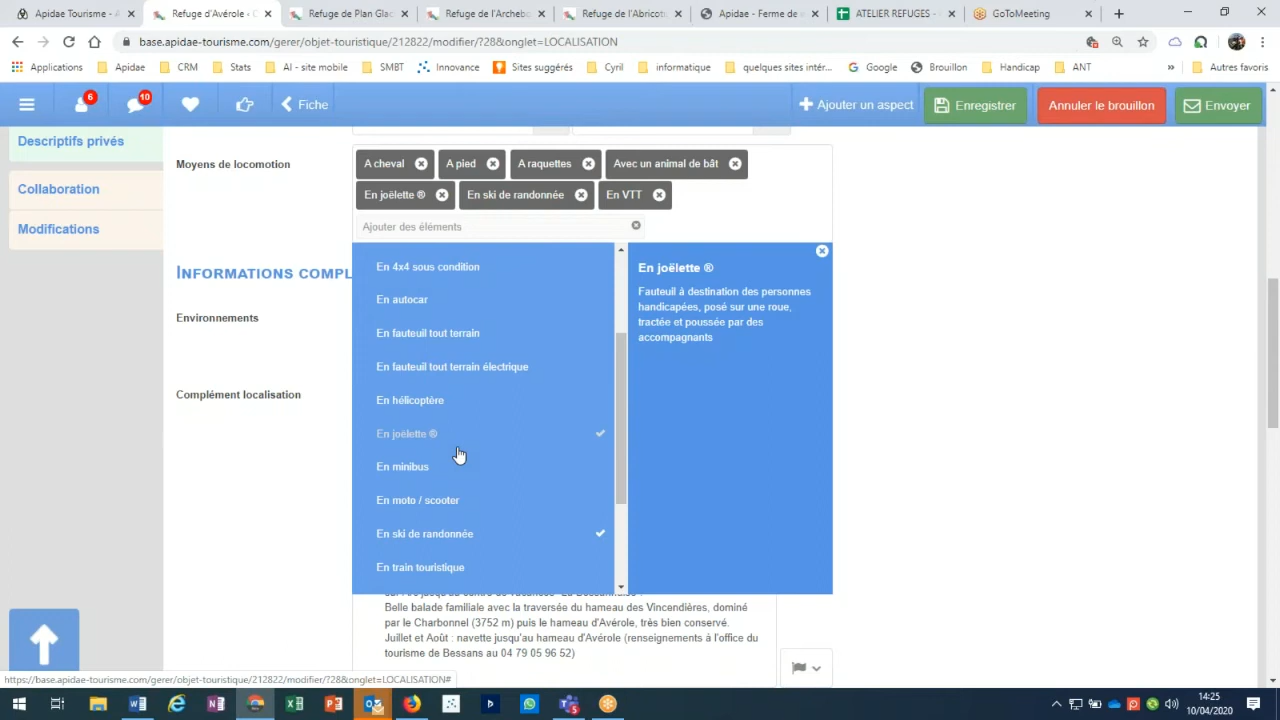 Apidae Tourisme - A
Refuge d'Avérole - C
Refuge de Plan Glac
Refuge de l'Archebo
Refuge de l'Abricotı
Apidae - Ferme de a
ATELIER REFUGES -
GoToMeeting
base.apidae-tourisme.com/gerer/objet-touristique/212822/modifier/?28&onglet=LOCALISATION
Applications
Apidae
CRM
Stats
AI - site mobile
SMBT
Innovance
Sites suggérés
Cyril
informatique
quelques sites intér...
Google
Brouillon
Handicap
ANT
»
Autres favoris
6
10
Fiche
Ajouter un aspect
Enregistrer
Annuler le brouillon
Envoyer
Descriptifs privés
Collaboration
Modifications
Moyens de locomotion
A cheval
A pied
A raquettes
Avec un animal de bât
En joëlette ®
En ski de randonnée
En VTT
Ajouter des éléments
INFORMATIONS COMPL
Environnements
Complément localisation
En 4x4 sous condition
En autocar
En fauteuil tout terrain
En fauteuil tout terrain électrique
En hélicoptère
En joëlette ®
En minibus
En moto / scooter
En ski de randonnée
En train touristique
En joëlette ®
Fauteuil à destination des personnes
handicapées, posé sur une roue,
tractée et poussée par des
accompagnants
Belle balade familiale avec la traversée du hameau des Vincendières, dominé
par le Charbonnel (3752 m) puis le hameau d'Avérole, très bien conservé.
Juillet et Août : navette jusqu'au hameau d'Avérole (renseignements à l'office du
tourisme de Bessans au 04 79 05 96 52)
https://base.apidae-tourisme.com/gerer/objet-touristique/212822/modifier/?28&onglet=LOCALISATION#
14:25
10/04/2020